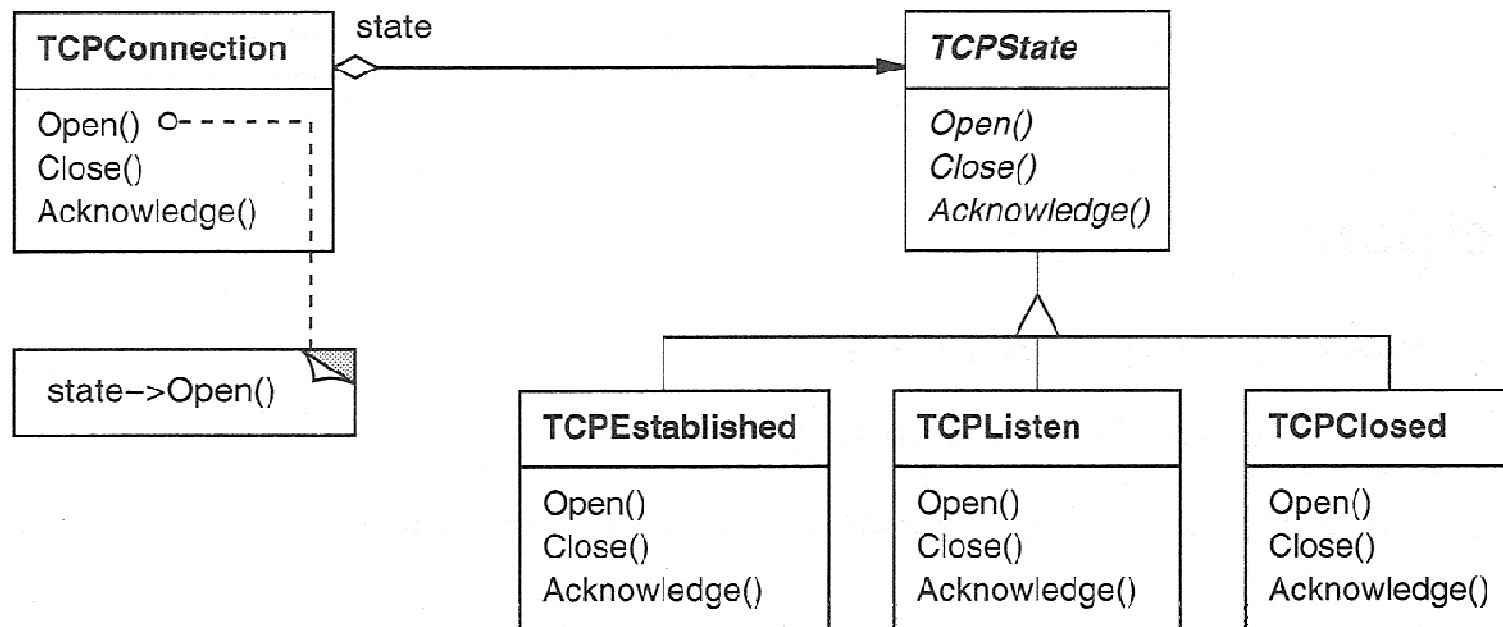 TCPConnection
Open()
Close()
Acknowledge()
state
TCPState
Open()
Close()
Acknowledge()
state–>Open()
TCPEstablished
Open()
Close()
Acknowledge()
TCPListen
Open()
Close()
Acknowledge()
TCPClosed
Open()
Close()
Acknowledge()